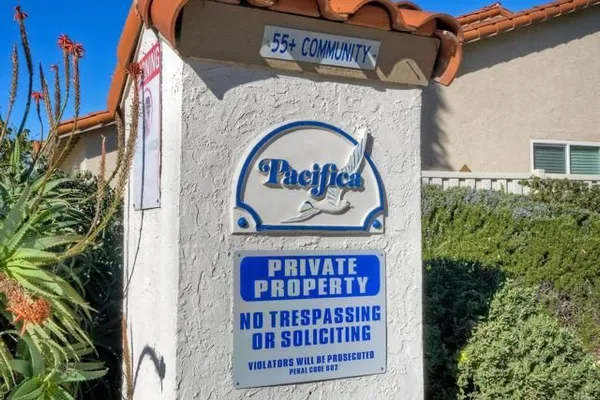 55+ COMMUNITY
Pacifica
PRIVATE
PROPERTY
NO TRESPASSING
OR SOLICITING
VIOLATORS WILL BE PROSECUTED
PENAL CODE 602